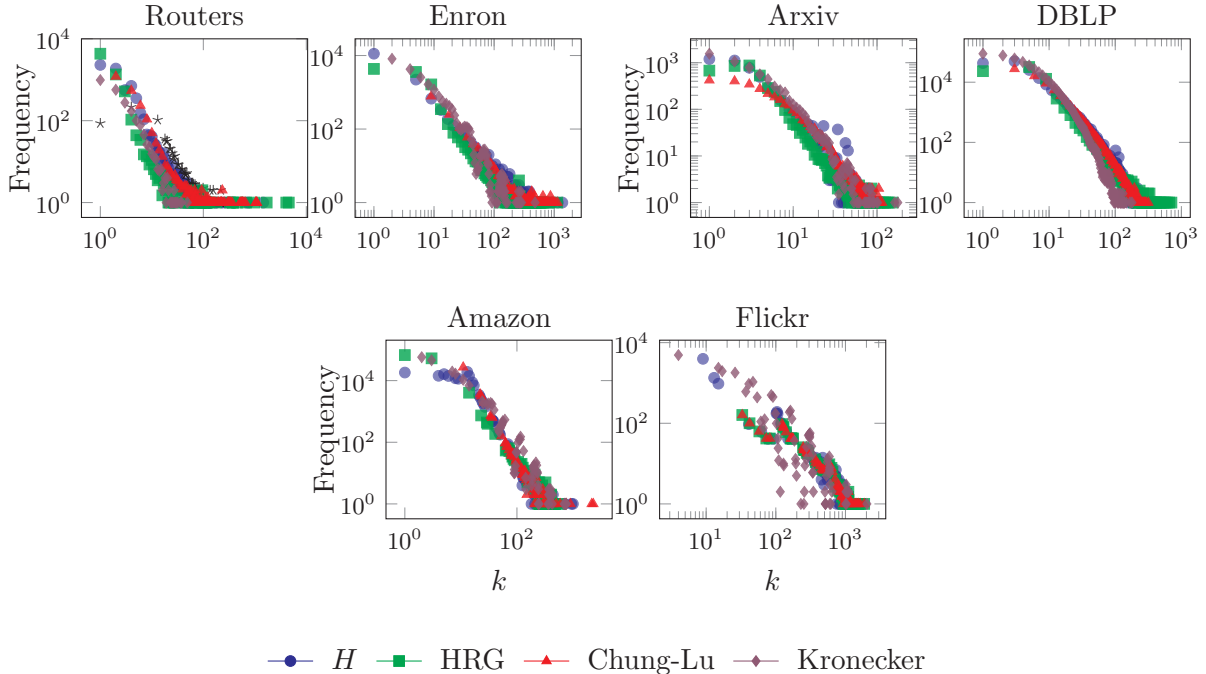 Routers Enron Arxiv DBLP
Frequency 10^0 10^2 10^4 10^0 10^2 10^4
10^0 10^2 10^4 10^0 10^1 10^2 10^3
Frequency 10^0 10^1 10^2 10^3 10^0 10^2 10^4
10^0 10^1 10^2 10^0 10^1 10^2 10^3
Amazon Flickr
Frequency 10^0 10^2 10^4 10^0 10^2 10^4
10^0 10^2 10^1 10^2 10^3
k k
H HRG Chung-Lu Kronecker